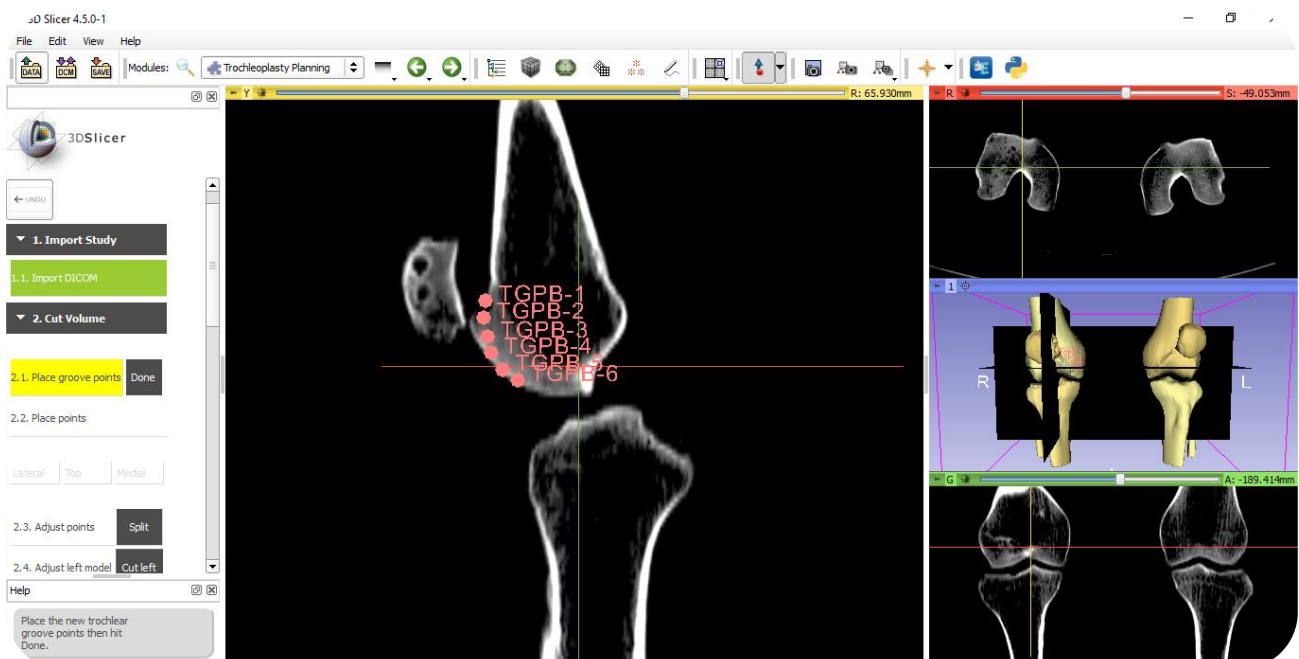 3D Slicer 4.5.0-1
File Edit View Help
DATA DCM SAVE Modules: Trochleoplasty Planning
Y R: 65.930mm
R S: -49.053mm
3DSlicer
UNDO
1. Import Study
1.1. Import DICOM
2. Cut Volume
2.1. Place groove points Done
2.2. Place points
Lateral Top Medial
2.3. Adjust points Split
2.4. Adjust left model Cut left
Help
Place the new trochlear
groove points then hit
Done.
TGPB-1
TGPB-2
TGPB-3
TGPB-4
TGPB-5
TGPB-6
1
R L
G A: -189.414mm